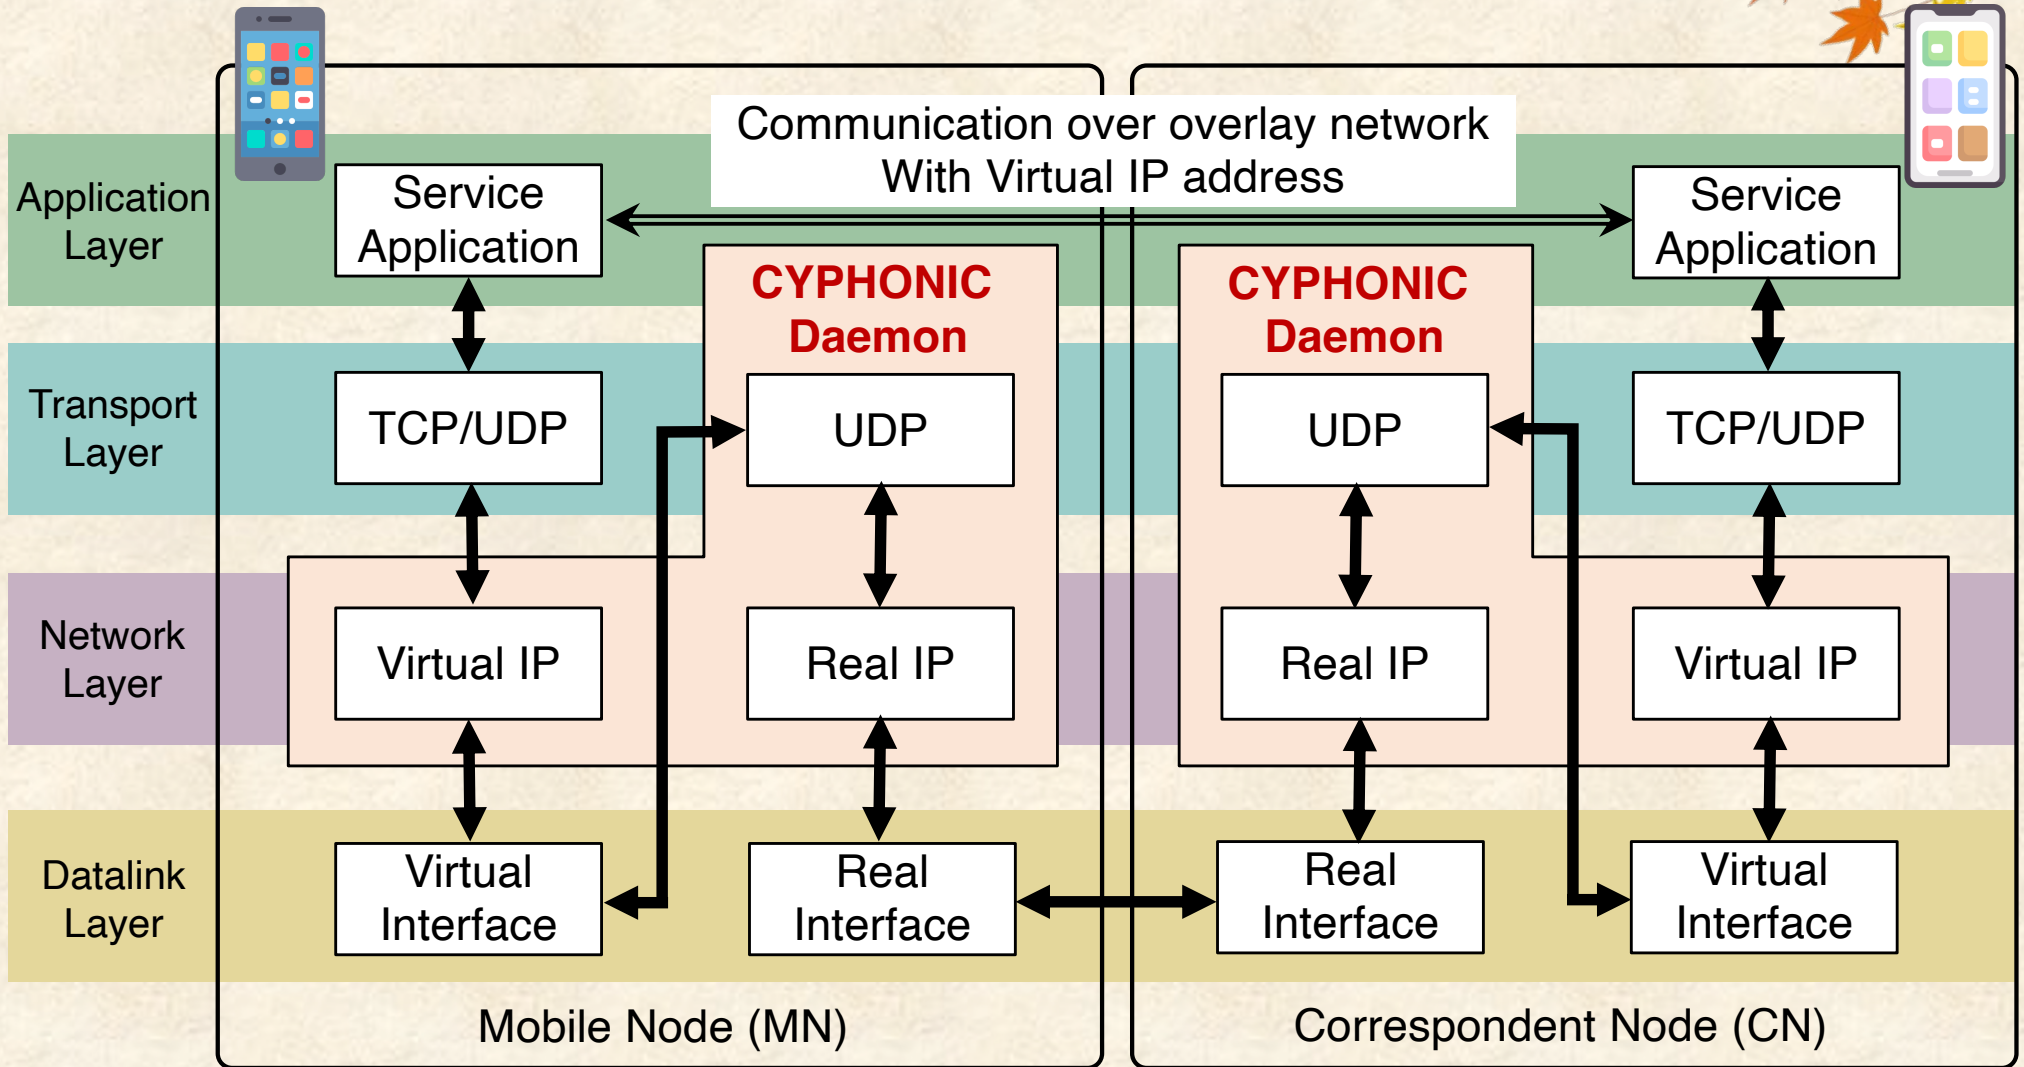 Communication over overlay network
With Virtual IP address
Application
Layer
Service
Application
CYPHONIC
Daemon
CYPHONIC
Daemon
Service
Application
Transport
Layer
TCP/UDP
UDP
UDP
TCP/UDP
Network
Layer
Virtual IP
Real IP
Real IP
Virtual IP
Datalink
Layer
Virtual
Interface
Real
Interface
Real
Interface
Virtual
Interface
Mobile Node (MN)
Correspondent Node (CN)